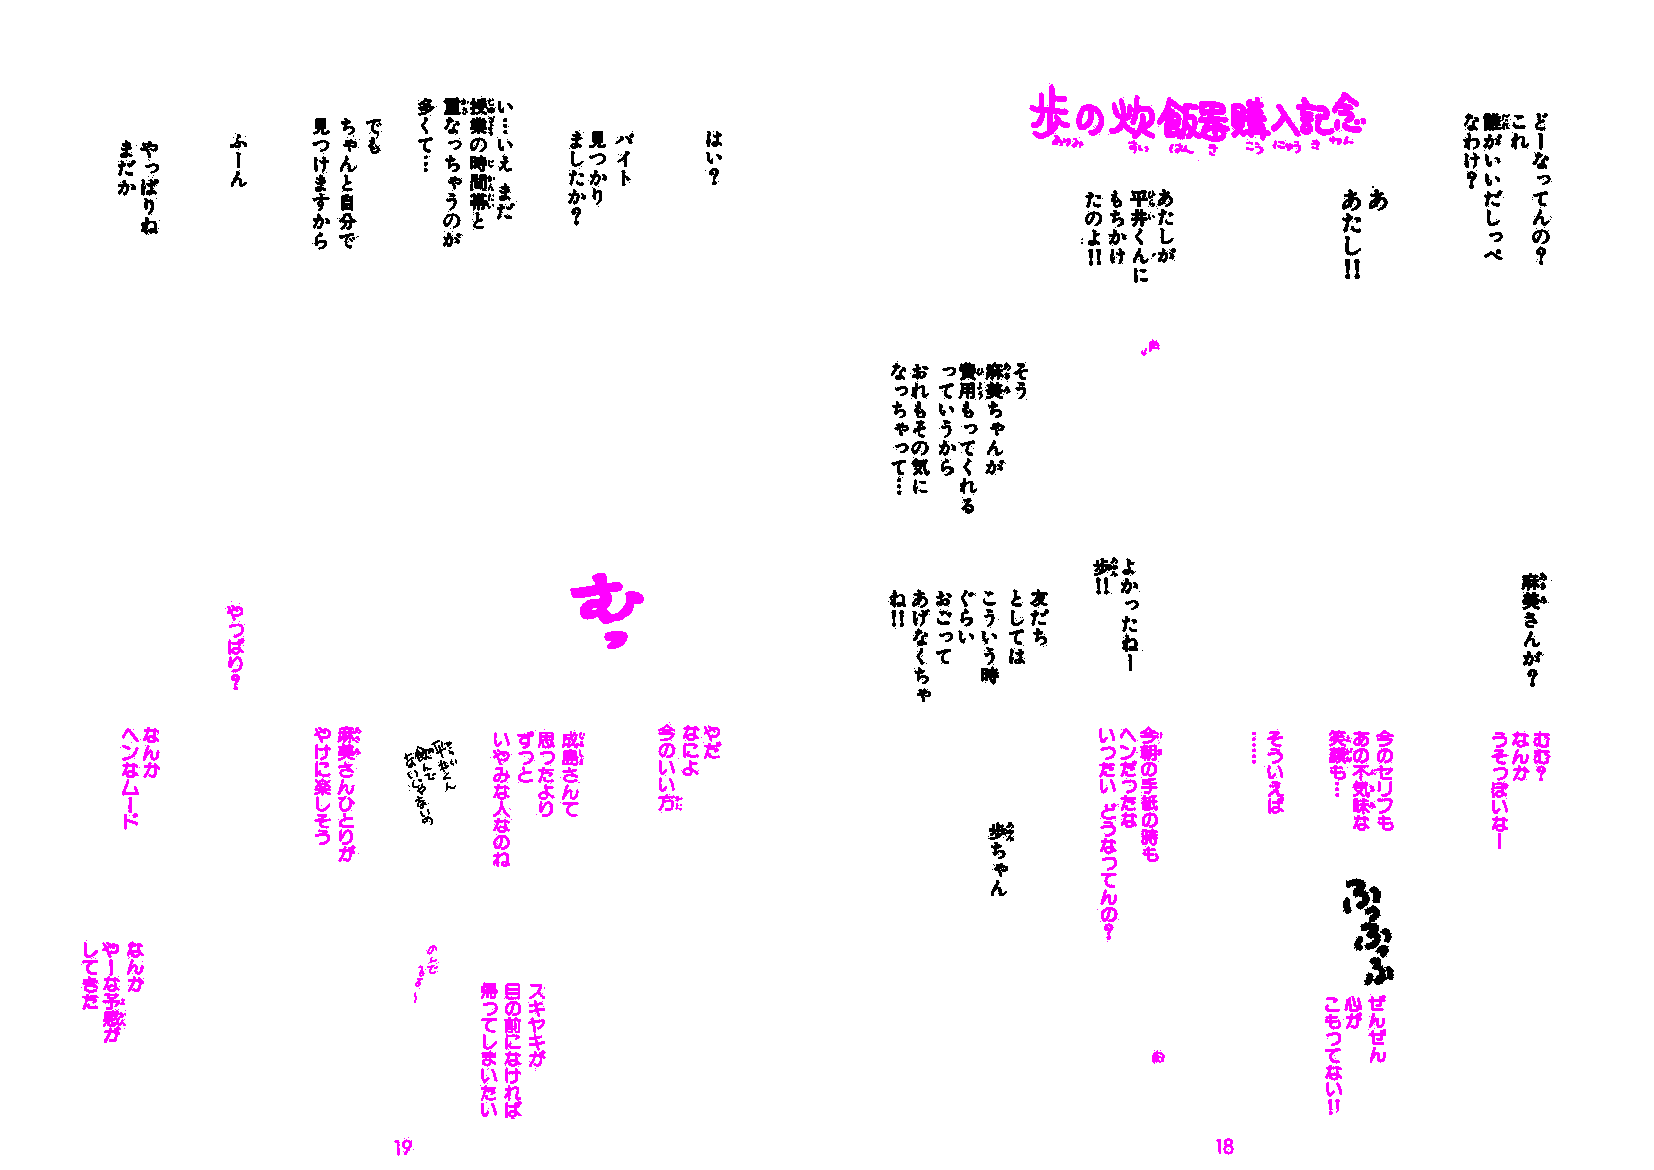 歩の炊飯器購入記念
どーなってんの?
これ
誰がいいだしっぺ
なわけ?
あ
あたし!!
あたしが
平井くんに
もちかけ
たのよ!!
そう
麻美ちゃんが
費用もってくれる
っていうから
おれもその気に
なっちゃって…
麻美さんが?
よかったねー
歩!!
友だち
としては
こういう時
ぐらい
おごって
あげなくちゃ
ね!!
むむ?
なんか
うそっぽいなー
今のセリフも
あの不気味な
笑顔も…
ふっふっふ
ぜんぜん
心が
こもってない!!
そういえば
……
今朝の手紙の時も
ヘンだったな
いったいどうなってんの?
歩ちゃん
18
はい?
バイト
見つかり
ましたか?
い…いえ まだ
授業の時間帯と
重なっちゃうのが
多くて…
でも
ちゃんと自分で
見つけますから
ふーん
やっぱりね
まだか
むっ
やっぱり?
やだ
なによ
今のいい方
成島さんて
思ったより
ずっと
いやみな人なのね
平井くん
飲んで
ないじゃないの
のんで
るよ〜
スキヤキが
目の前になければ
帰ってしまいたい
麻美さんひとりが
やけに楽しそう
なんか
ヘンなムード
なんか
やーな予感が
してきた
19